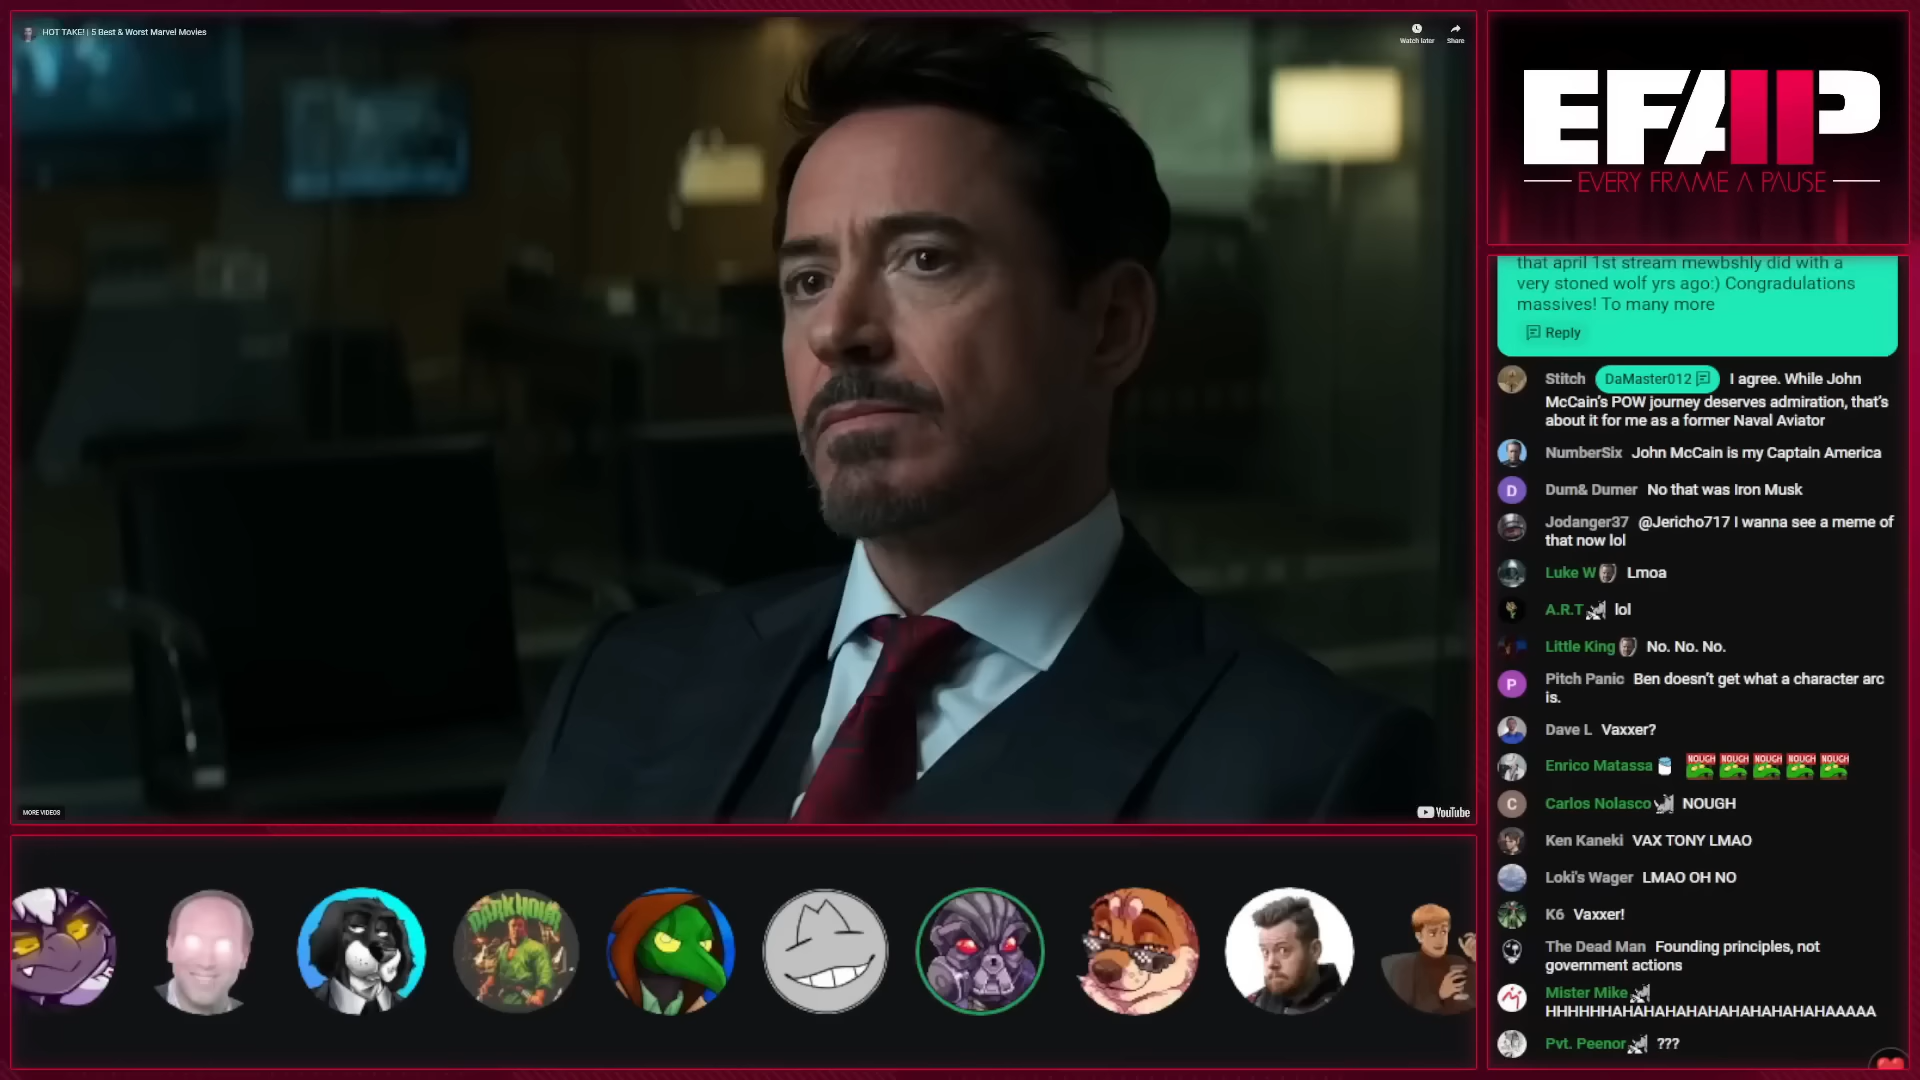 HOT TAKE! | 5 Best & Worst Marvel Movies
Watch later
Share
MORE VIDEOS
YouTube
DARK HOUR
EFAP
EVERY FRAME A PAUSE
that april 1st stream mewbshly did with a
very stoned wolf yrs ago:) Congradulations
massives! To many more
Reply
Stitch DaMaster012 I agree. While John
McCain's POW journey deserves admiration, that's
about it for me as a former Naval Aviator
NumberSix John McCain is my Captain America
D Dum& Dumer No that was Iron Musk
Jodanger37 @Jericho717 I wanna see a meme of
that now lol
Luke W Lmoa
A.R.T lol
Little King No. No. No.
P Pitch Panic Ben doesn't get what a character arc
is.
Dave L Vaxxer?
Enrico Matassa NOUGH NOUGH NOUGH NOUGH NOUGH
C Carlos Nolasco NOUGH
Ken Kaneki VAX TONY LMAO
Loki's Wager LMAO OH NO
K6 Vaxxer!
The Dead Man Founding principles, not
government actions
Mister Mike
HHHHHHAHAHAHAHAHAHAHAHAHAAAAA
Pvt. Peenor ???